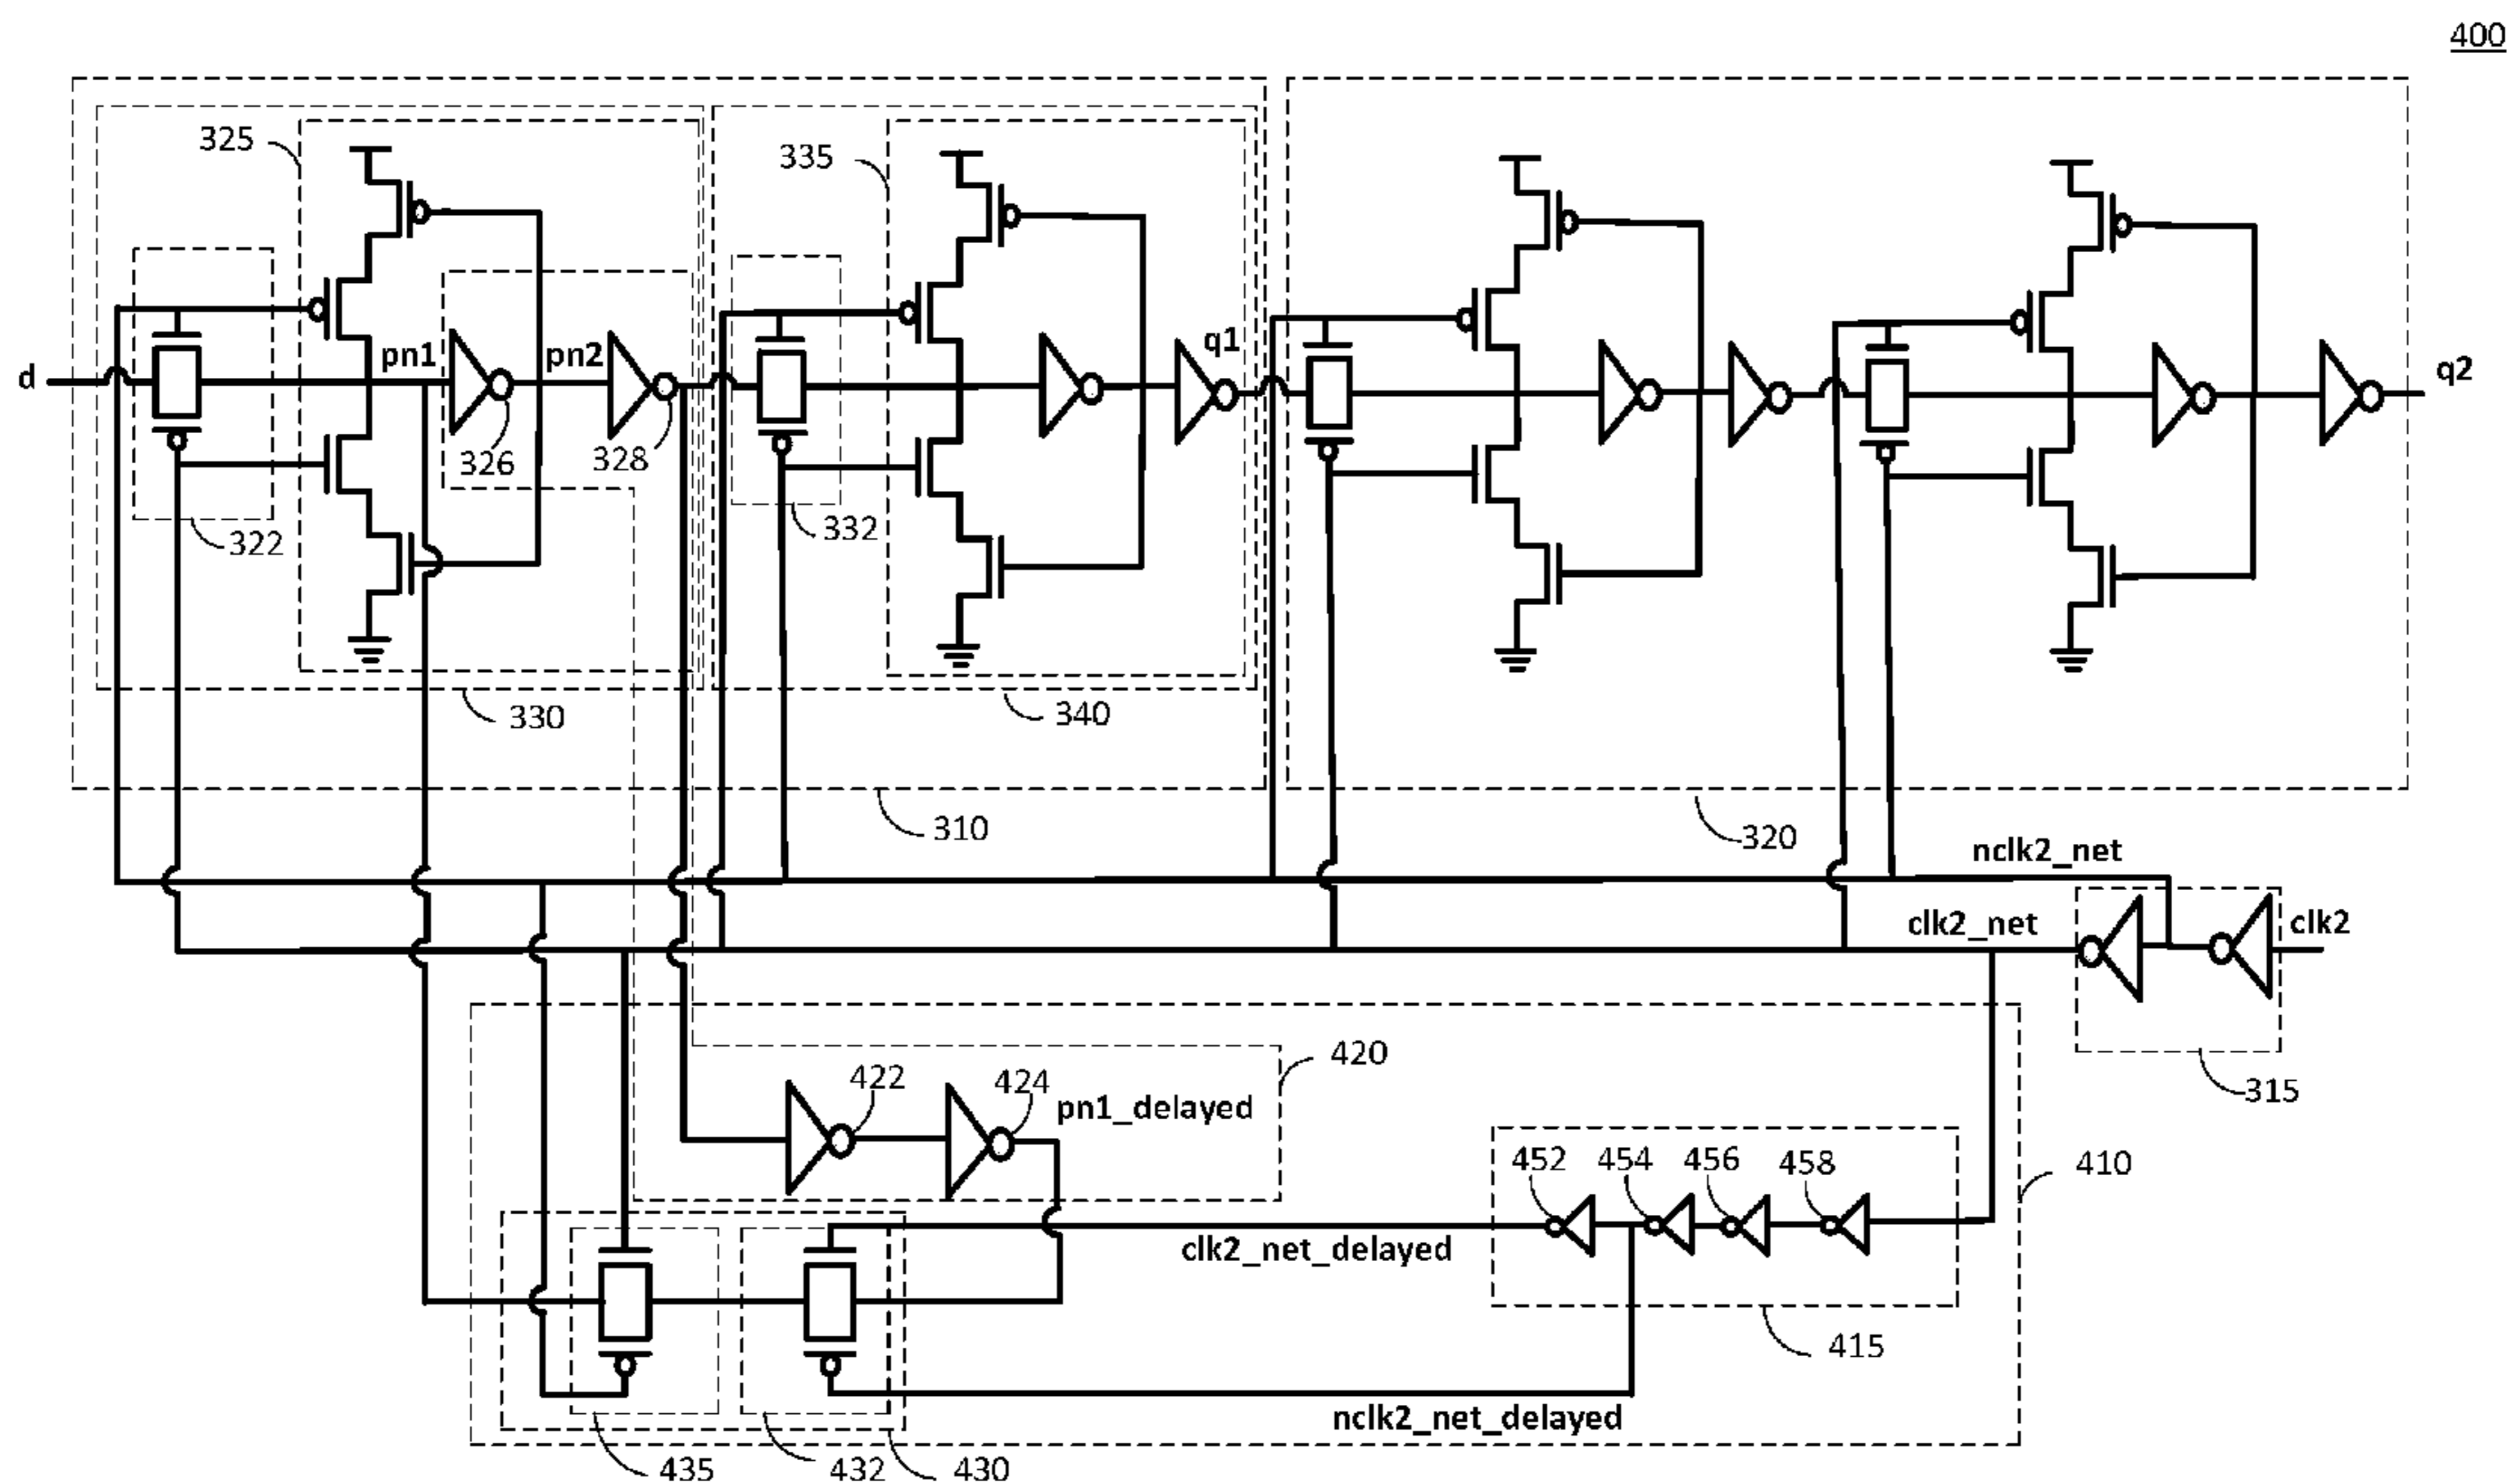 400
325
335
q1
d
pn1
pn2
q2
326
328
322
332
330
340
310
320
nclk2_net
clk2_net
clk2
315
420
422
424
pn1_delayed
410
452
454
456
458
clk2_net_delayed
415
nclk2_net_delayed
435
432
430